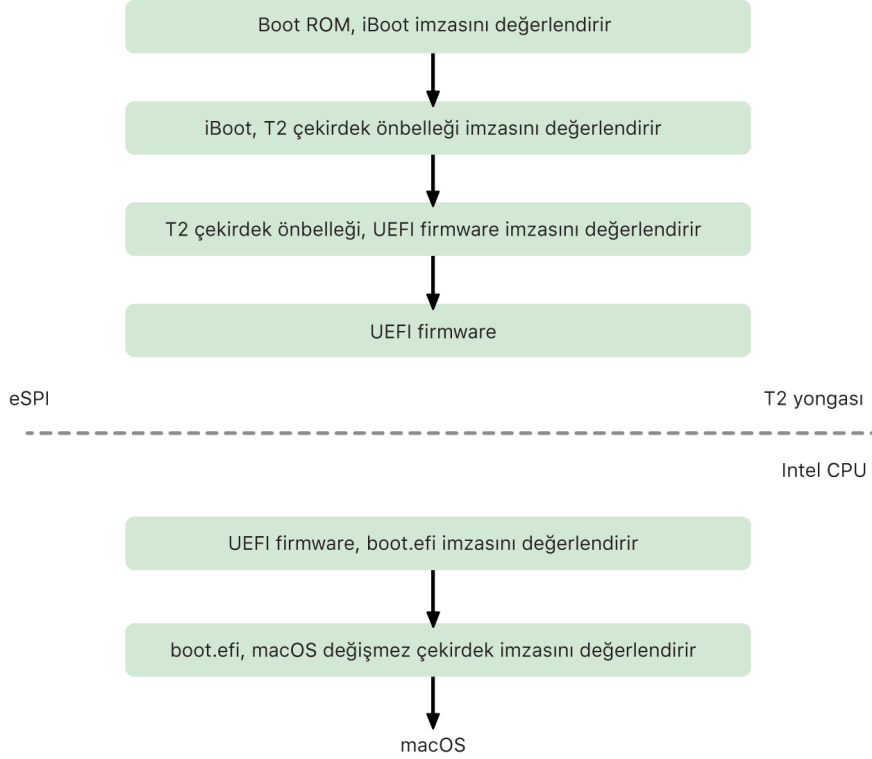 Boot ROM, iBoot imzasını değerlendirir
iBoot, T2 çekirdek önbelleği imzasını değerlendirir
T2 çekirdek önbelleği, UEFI firmware imzasını değerlendirir
UEFI firmware
eSPI
T2 yongası
Intel CPU
UEFI firmware, boot.efi imzasını değerlendirir
boot.efi, macOS değişmez çekirdek imzasını değerlendirir
macOS